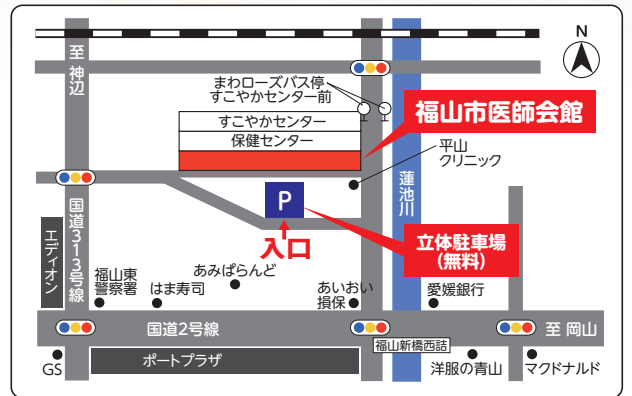 N
至 神辺
まわローズバス停
すこやかセンター前
すこやかセンター
保健センター
福山市医師会館
平山
クリニック
蓮池川
P
入口
立体駐車場
(無料)
国道313号線
エディオン
福山東
警察署
はま寿司
あみぱらんど
あいおい
損保
愛媛銀行
国道2号線
至 岡山
福山新橋西詰
GS
ポートプラザ
洋服の青山
マクドナルド